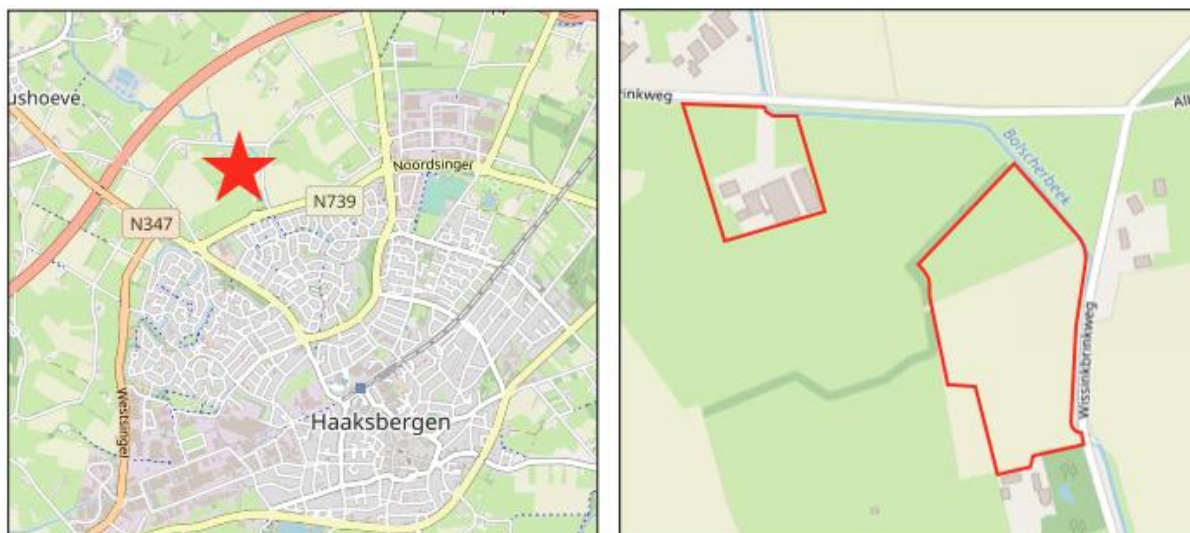 ushoeve
Noordsinger
N739
N347
Westsingel
Haaksbergen
rinkweg
All
Bolscherbeek
Wissinkbrinkweg